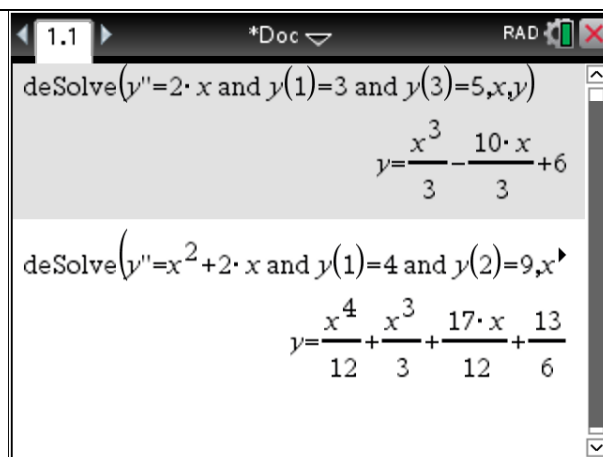 1.1 *Doc RAD
deSolve(y''=2· x and y(1)=3 and y(3)=5,x,y)
y=x^3/3-10· x/3+6
deSolve(y''=x^2+2· x and y(1)=4 and y(2)=9,x
y=x^4/12+x^3/3+17· x/12+13/6